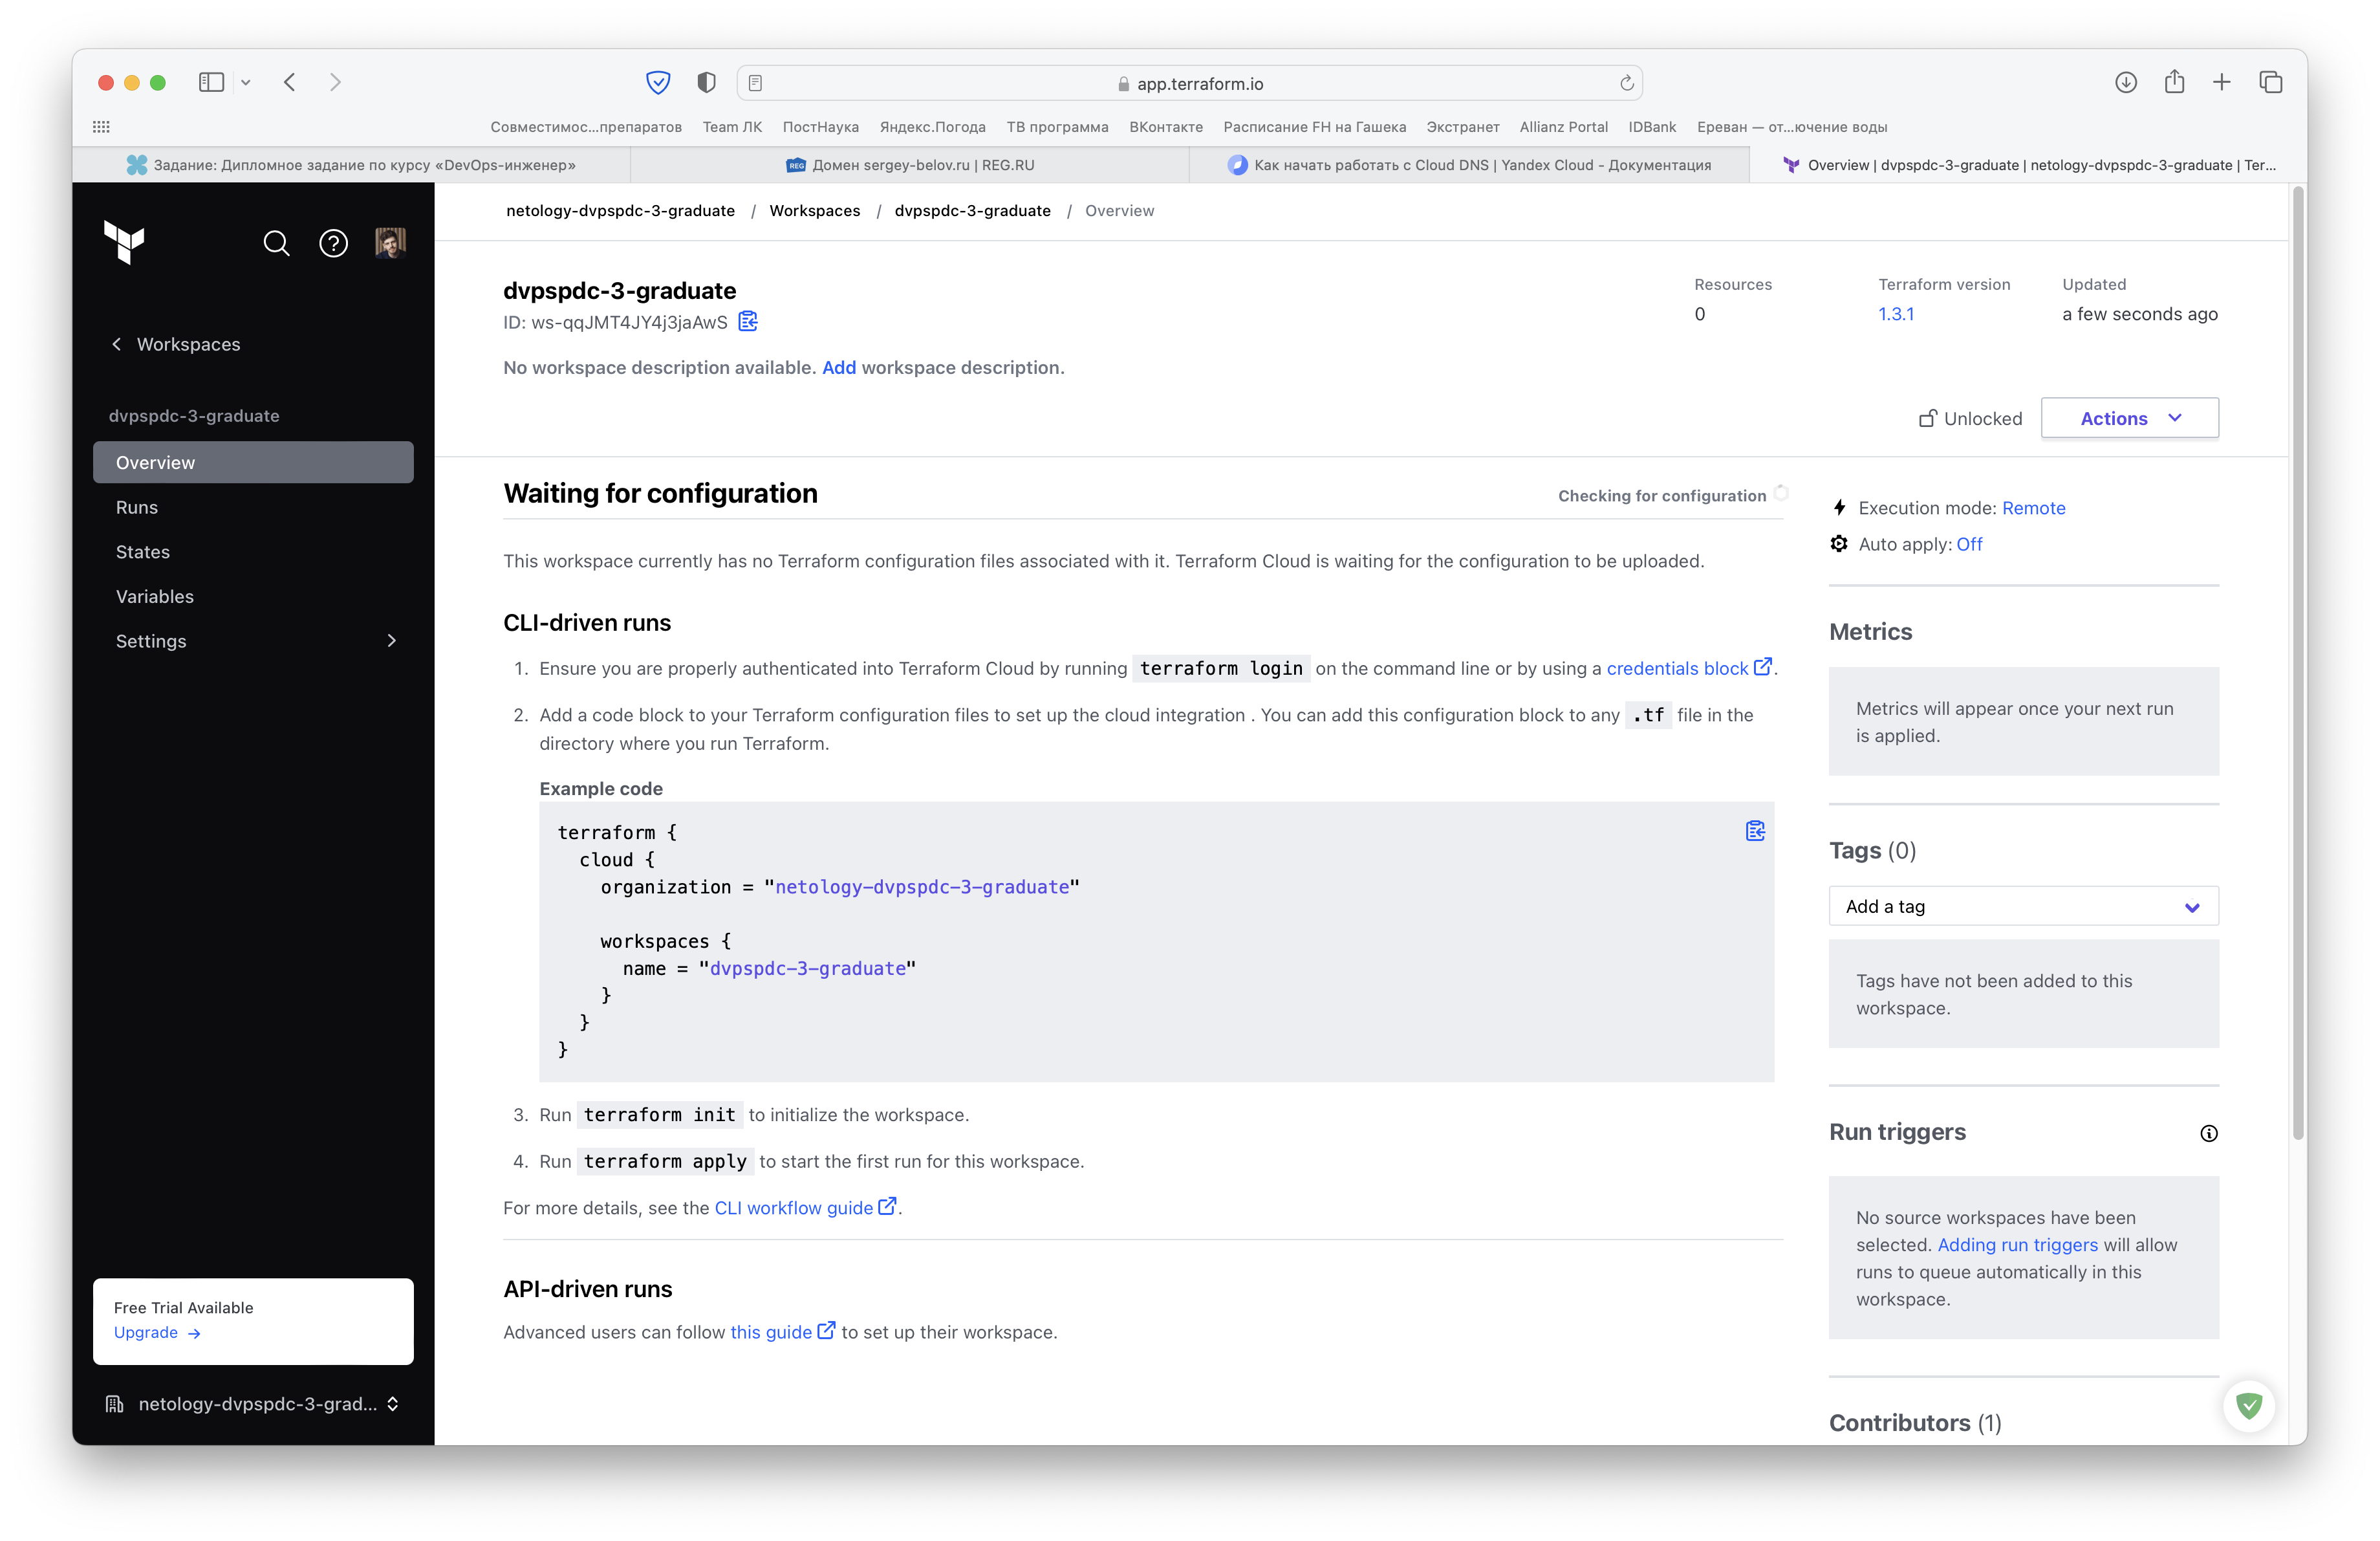 app.terraform.io
Совместимос...препаратов Team ЛК ПостНаука Яндекс.Погода ТВ программа ВКонтакте Расписание FH на Гашека Экстранет Allianz Portal IDBank Ереван — от...ючение воды
Задание: Дипломное задание по курсу «DevOps-инженер»
REG Домен sergey-belov.ru | REG.RU
Как начать работать с Cloud DNS | Yandex Cloud - Документация
Overview | dvpspdc-3-graduate | netology-dvpspdc-3-graduate | Ter...
netology-dvpspdc-3-graduate / Workspaces / dvpspdc-3-graduate / Overview
Workspaces
dvpspdc-3-graduate
Overview
Runs
States
Variables
Settings
Free Trial Available
Upgrade →
netology-dvpspdc-3-grad...
dvpspdc-3-graduate
ID: ws-qqJMT4JY4j3jaAwS
No workspace description available. Add workspace description.
Resources
0
Terraform version
1.3.1
Updated
a few seconds ago
Unlocked
Actions
Waiting for configuration
Checking for configuration
This workspace currently has no Terraform configuration files associated with it. Terraform Cloud is waiting for the configuration to be uploaded.
CLI-driven runs
1. Ensure you are properly authenticated into Terraform Cloud by running terraform login on the command line or by using a credentials block .
2. Add a code block to your Terraform configuration files to set up the cloud integration . You can add this configuration block to any .tf file in the
directory where you run Terraform.
Example code
terraform {
cloud {
organization = "netology-dvpspdc-3-graduate"
workspaces {
name = "dvpspdc-3-graduate"
}
}
}
3. Run terraform init to initialize the workspace.
4. Run terraform apply to start the first run for this workspace.
For more details, see the CLI workflow guide .
API-driven runs
Advanced users can follow this guide to set up their workspace.
Execution mode: Remote
Auto apply: Off
Metrics
Metrics will appear once your next run
is applied.
Tags (0)
Add a tag
Tags have not been added to this
workspace.
Run triggers
No source workspaces have been
selected. Adding run triggers will allow
runs to queue automatically in this
workspace.
Contributors (1)